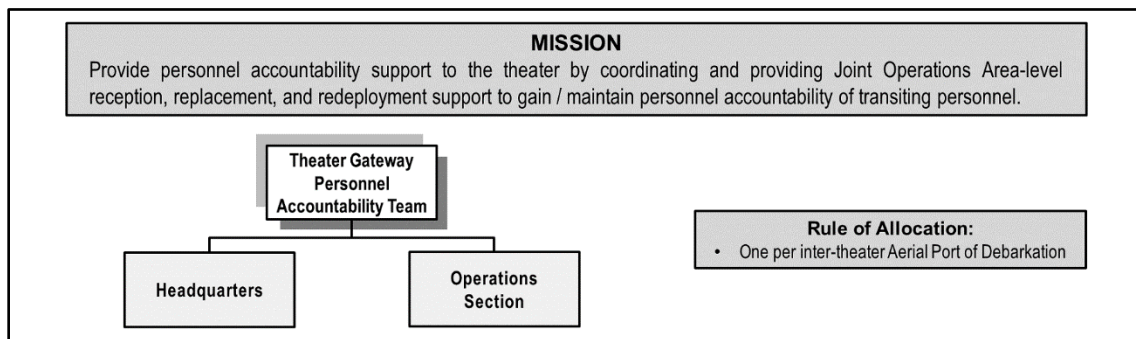 MISSION
Provide personnel accountability support to the theater by coordinating and providing Joint Operations Area-level
reception, replacement, and redeployment support to gain / maintain personnel accountability of transiting personnel.
Theater Gateway
Personnel
Accountability Team
Headquarters
Operations
Section
Rule of Allocation:
• One per inter-theater Aerial Port of Debarkation